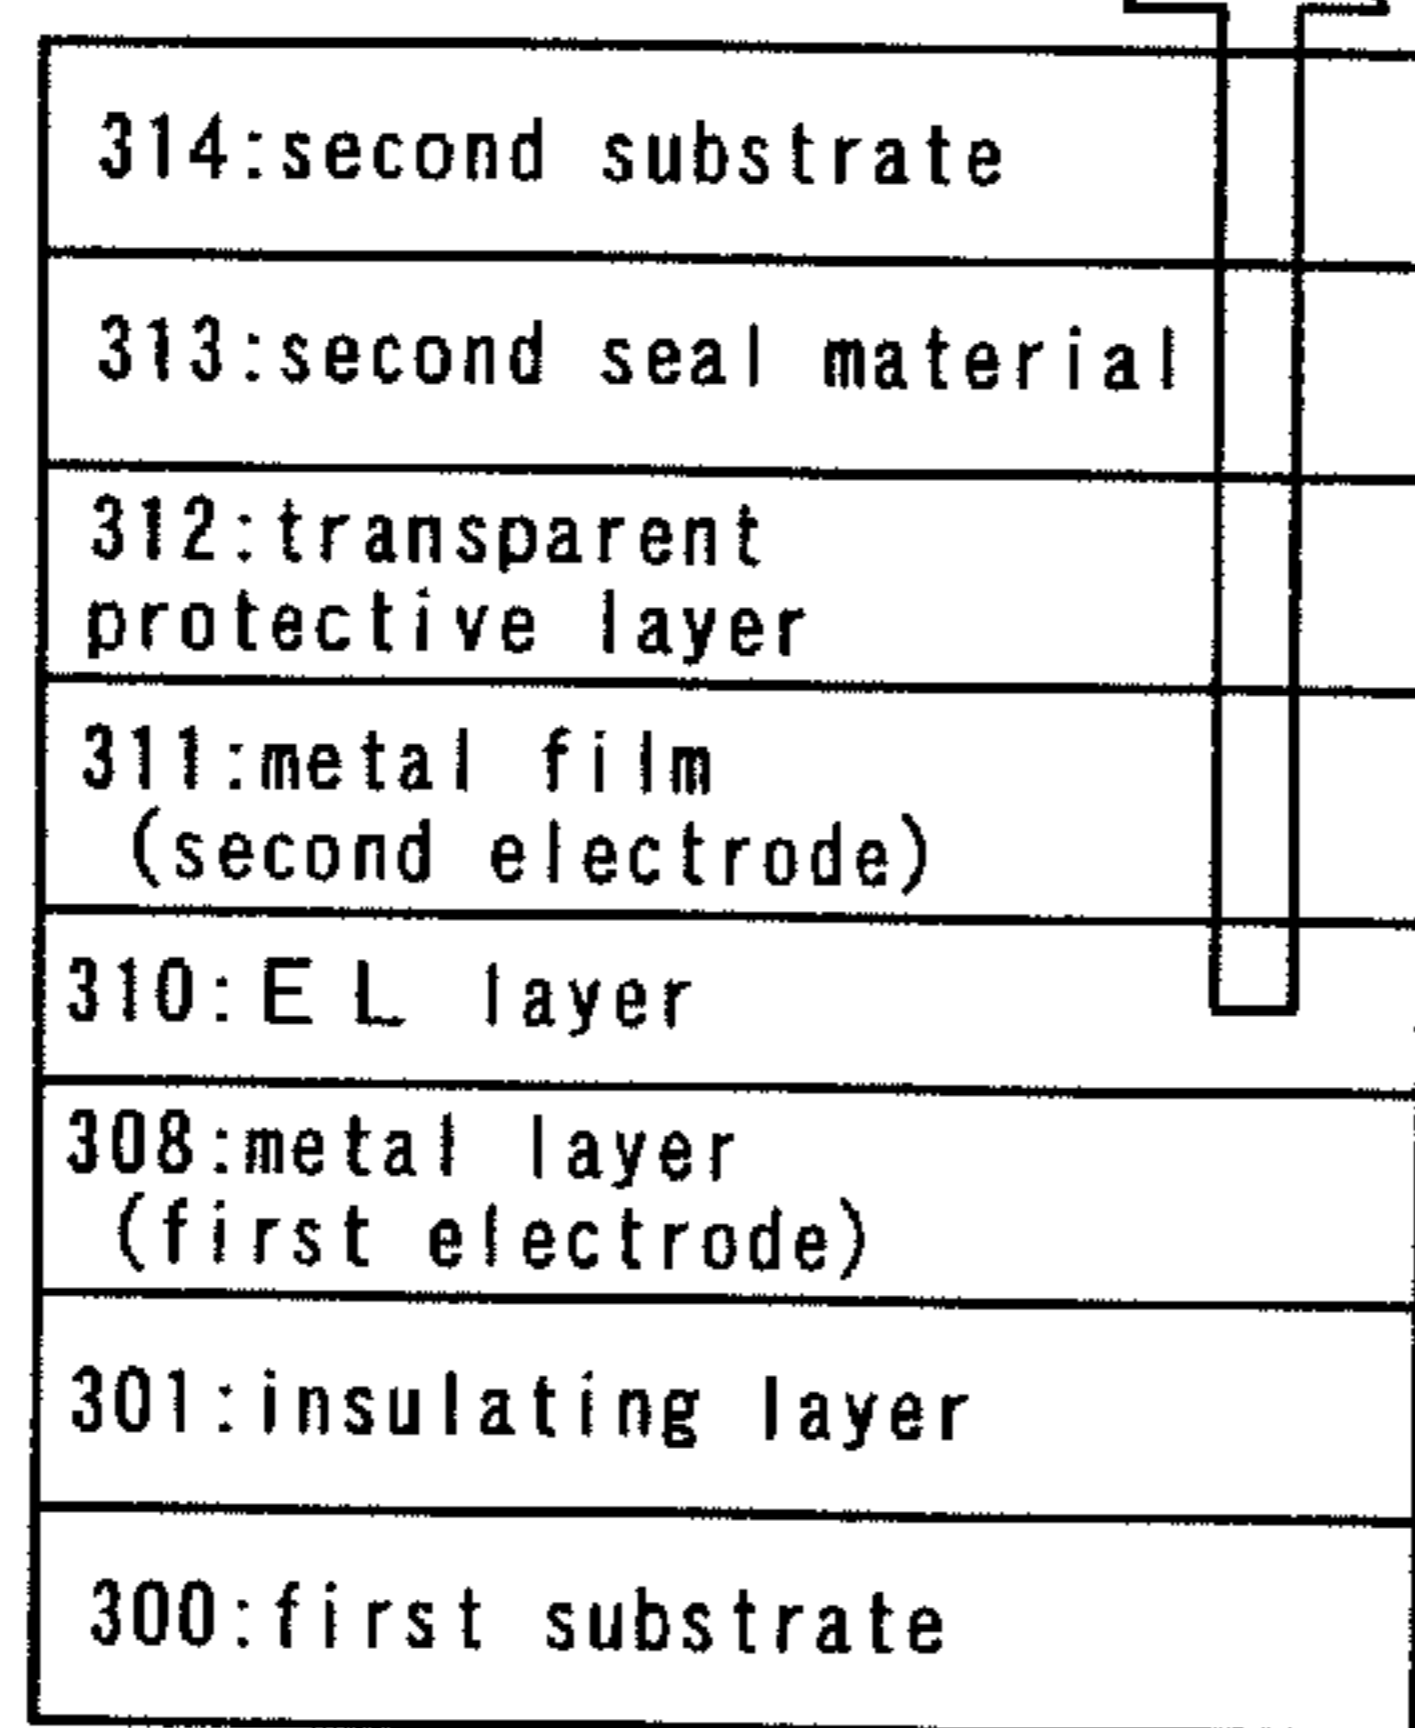 314:second substrate
313:second seal material
312:transparent
protective layer
311:metal film
(second electrode)
310:EL layer
308:metal layer
(first electrode)
301:insulating layer
300:first substrate